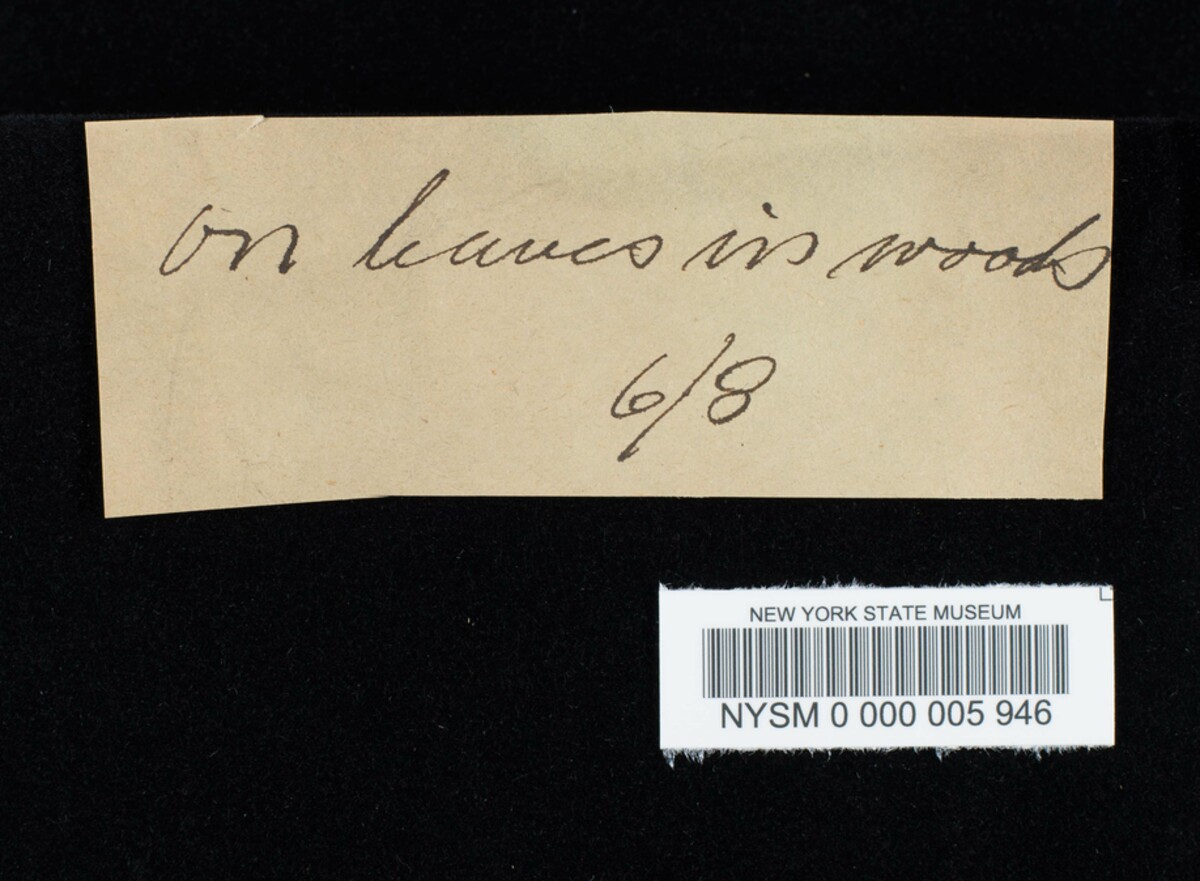 on leaves in woods
6/8
NEW YORK STATE MUSEUM
NYSM 0 000 005 946